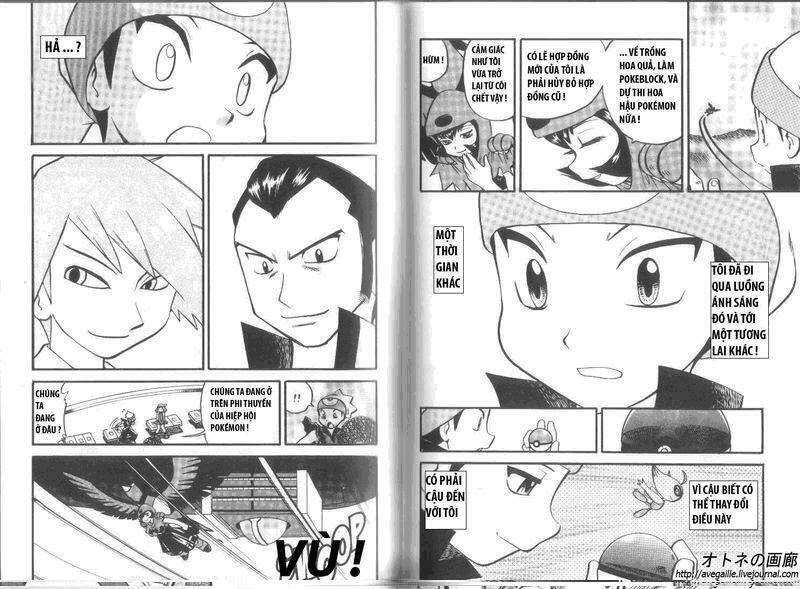 ... VỀ TRỒNG
HOA QUẢ, LÀM
POKEBLOCK, VÀ
DỰ THI HOA
HẬU POKÉMON
NỮA !
CÓ LẼ HỢP ĐỒNG
MỚI CỦA TÔI LÀ
PHẢI HỦY BỎ HỢP
ĐỒNG CŨ !
CẢM GIÁC
NHƯ TÔI
VỪA TRỞ
LẠI TỪ CÕI
CHẾT VẬY !
HỪM !
TÔI ĐÃ ĐI
QUA LUỒNG
ÁNH SÁNG
ĐÓ VÀ TỚI
MỘT TƯƠNG
LAI KHÁC !
MỘT
THỜI
GIAN
KHÁC
VÌ CẬU BIẾT CÓ
THỂ THAY ĐỔI
ĐIỀU NÀY
CÓ PHẢI
CẬU ĐẾN
VỚI TÔI
HẢ ... ?
!!
CHÚNG TA ĐANG Ở
TRÊN PHI THUYỀN
CỦA HIỆP HỘI
POKÉMON !
CHÚNG
TA
ĐANG
Ở ĐÂU ?
VÙ !
オトネの画廊
http://avegaille.livejournal.com